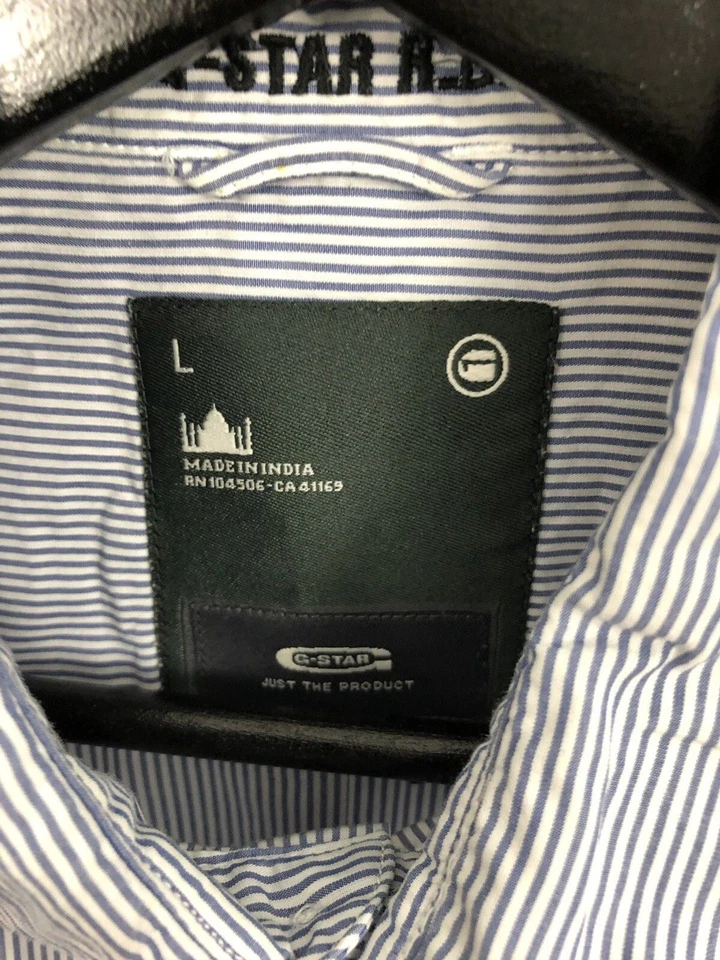 -STAR R
L
MADE IN INDIA
RN 104506-CA 41169
G-STAR
JUST THE PRODUCT